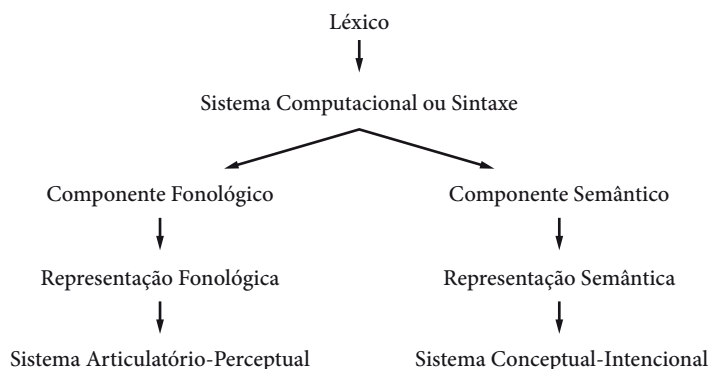 Léxico
Sistema Computacional ou Sintaxe
Componente Fonológico
Componente Semântico
Representação Fonológica
Representação Semântica
Sistema Articulatório-Perceptual
Sistema Conceptual-Intencional